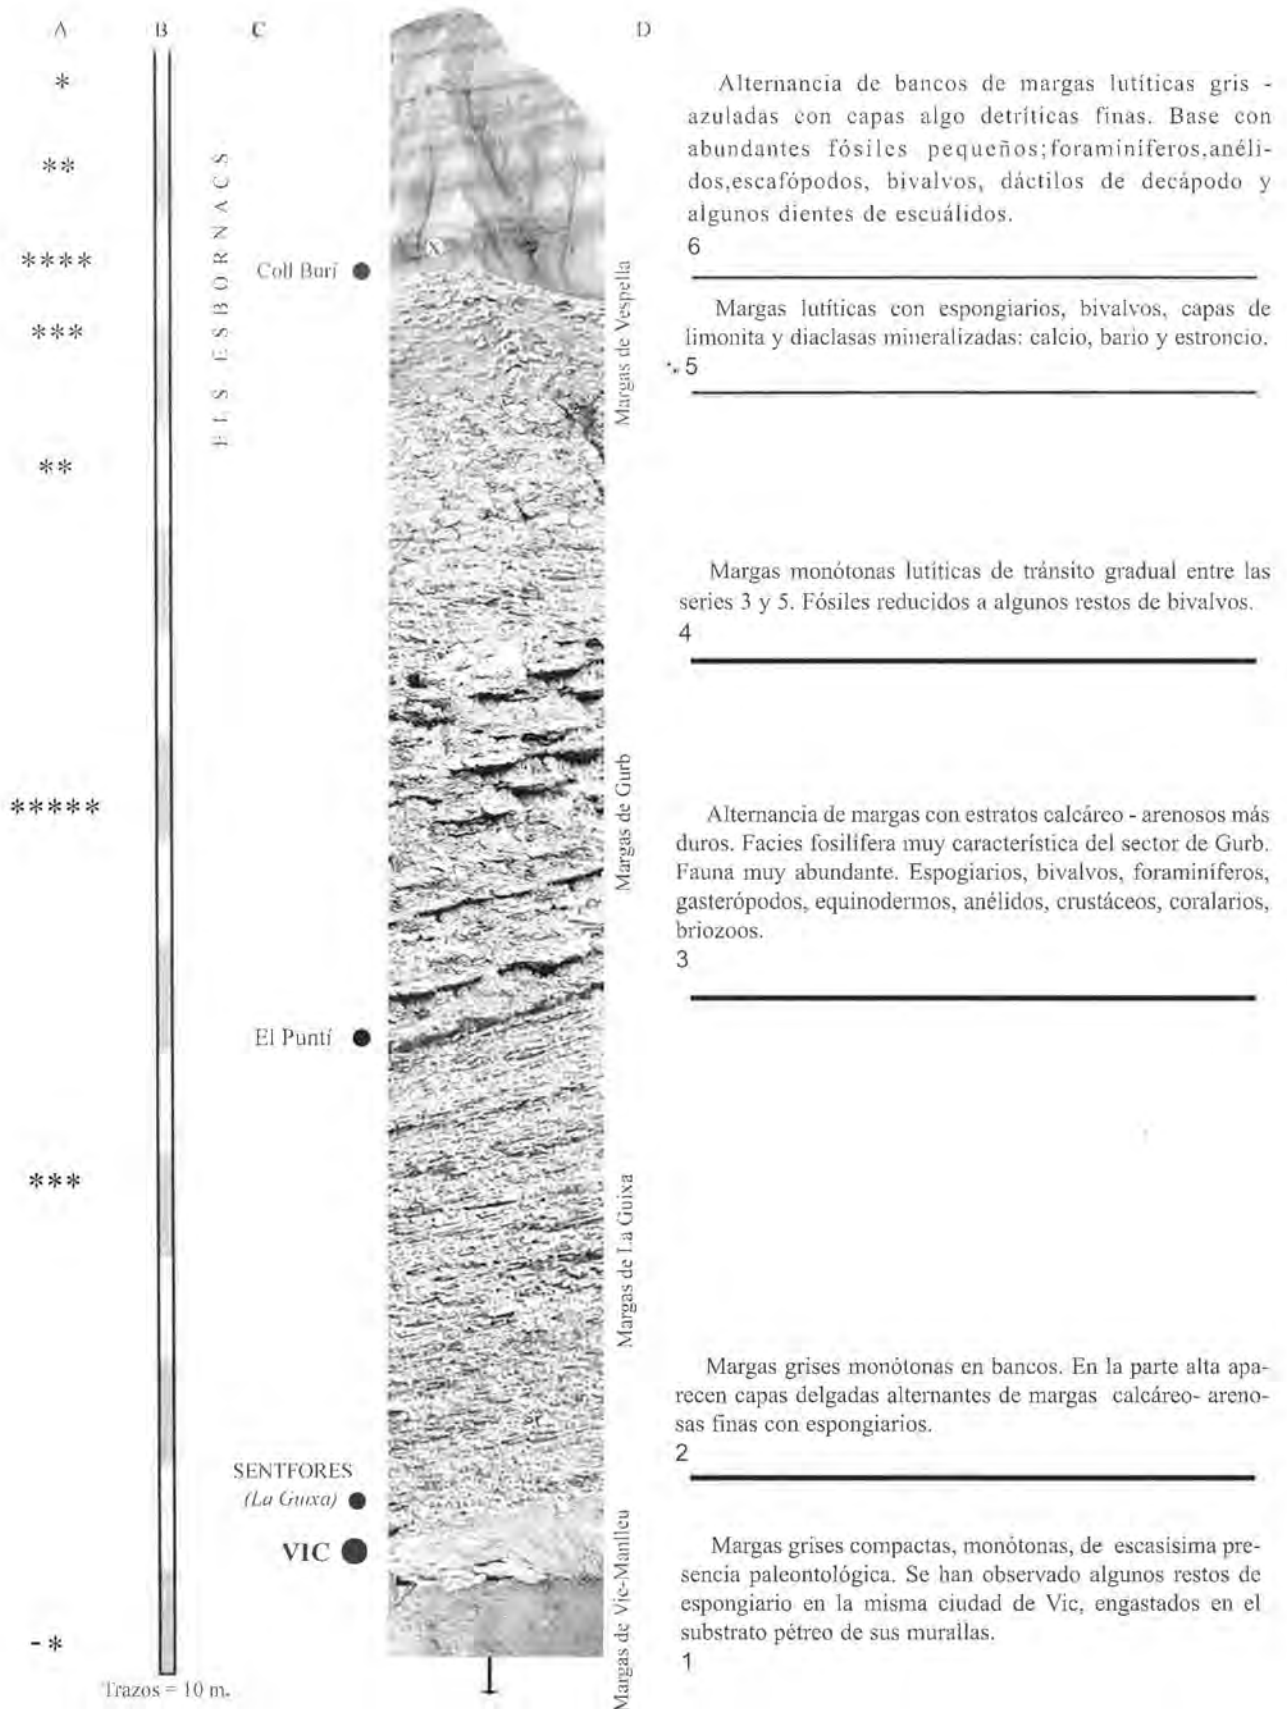 A B C D
*
**
****
***
**
*****
***
-*
Trazos = 10 m.
ELS ESBORNACS
Coll Burí
El Puntí
SENTFORES
(La Guixa)
VIC
X
Margas de Vespella
Margas de Gurb
Margas de La Guixa
Margas de Vic-Manlleu
Alternancia de bancos de margas lutíticas gris -
azuladas con capas algo detríticas finas. Base con
abundantes fósiles pequeños;foraminíferos,anéli-
dos,escafópodos, bivalvos, dáctilos de decápodo y
algunos dientes de escuálidos.
6
Margas lutíticas con espongiarios, bivalvos, capas de
limonita y diaclasas mineralizadas: calcio, bario y estroncio.
5
Margas monótonas lutíticas de tránsito gradual entre las
series 3 y 5. Fósiles reducidos a algunos restos de bivalvos.
4
Alternancia de margas con estratos calcáreo - arenosos más
duros. Facies fosilífera muy característica del sector de Gurb.
Fauna muy abundante. Espogiarios, bivalvos, foraminíferos,
gasterópodos, equinodermos, anélidos, crustáceos, coralarios,
briozoos.
3
Margas grises monótonas en bancos. En la parte alta apa-
recen capas delgadas alternantes de margas calcáreo- areno-
sas finas con espongiarios.
2
Margas grises compactas, monótonas, de escasísima pre-
sencia paleontológica. Se han observado algunos restos de
espongiario en la misma ciudad de Vic, engastados en el
substrato pétreo de sus murallas.
1